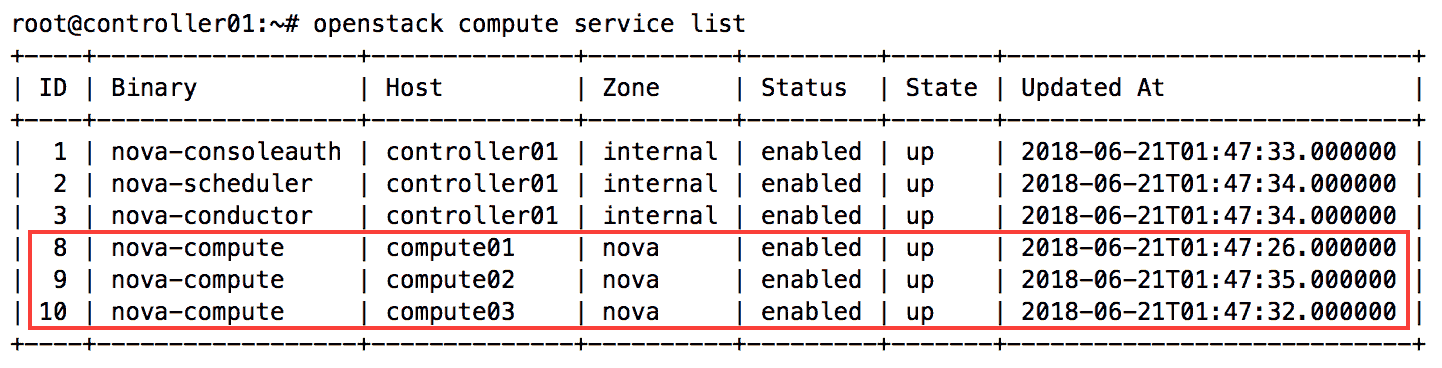 root@controller01:~# openstack compute service list
+----+------------------+--------------+----------+---------+-------+----------------------------+
| ID | Binary           | Host         | Zone     | Status  | State | Updated At                 |
+----+------------------+--------------+----------+---------+-------+----------------------------+
|  1 | nova-consoleauth | controller01 | internal | enabled | up    | 2018-06-21T01:47:33.000000 |
|  2 | nova-scheduler   | controller01 | internal | enabled | up    | 2018-06-21T01:47:34.000000 |
|  3 | nova-conductor   | controller01 | internal | enabled | up    | 2018-06-21T01:47:34.000000 |
|  8 | nova-compute     | compute01    | nova     | enabled | up    | 2018-06-21T01:47:26.000000 |
|  9 | nova-compute     | compute02    | nova     | enabled | up    | 2018-06-21T01:47:35.000000 |
| 10 | nova-compute     | compute03    | nova     | enabled | up    | 2018-06-21T01:47:32.000000 |
+----+------------------+--------------+----------+---------+-------+----------------------------+